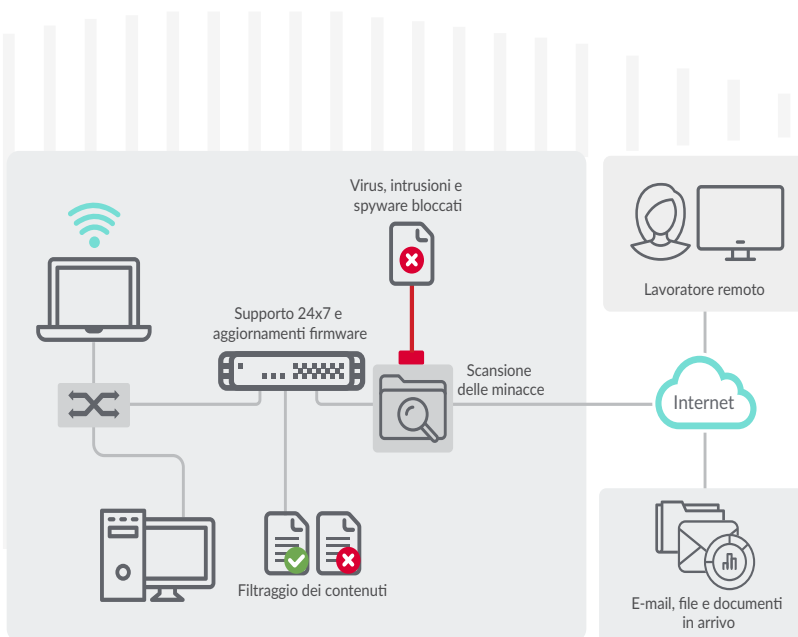 Virus, intrusioni e
spyware bloccati
Supporto 24x7 e
aggiornamenti firmware
Scansione
delle minacce
Lavoratore remoto
Internet
Filtraggio dei contenuti
E-mail, file e documenti
in arrivo